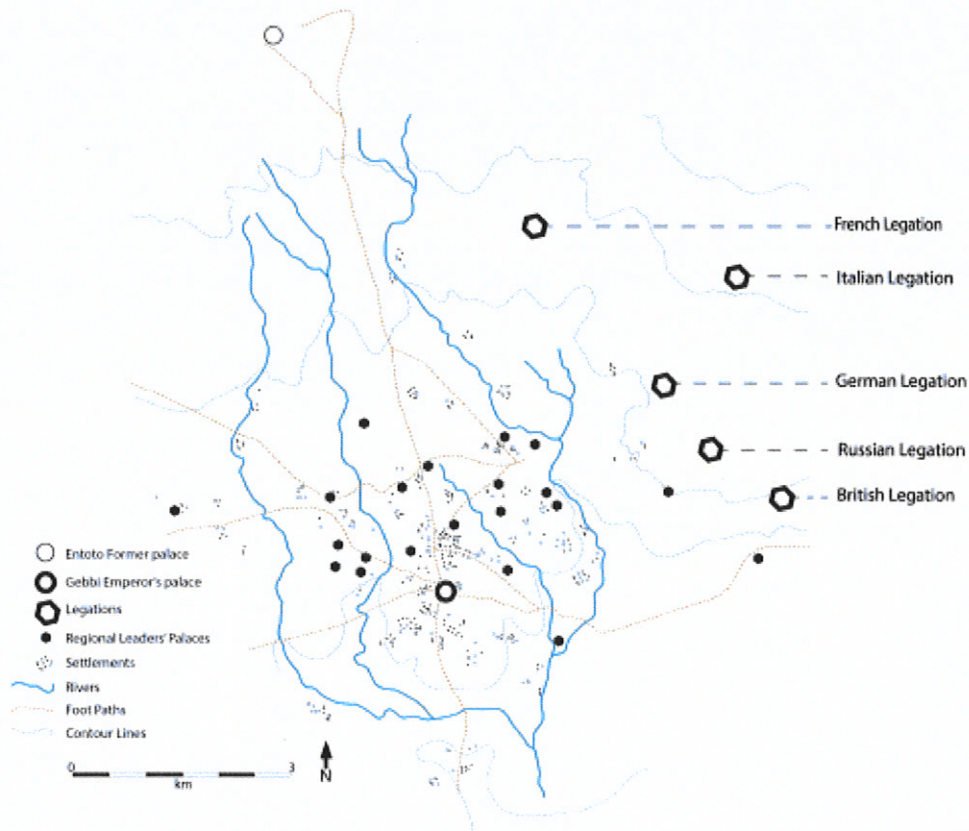 French Legation
Italian Legation
German Legation
Russian Legation
British Legation
Entoto Former palace
Gebbi Emperor's palace
Legations
Regional Leaders' Palaces
Settlements
Rivers
Foot Paths
Contour Lines
0 3
km
N